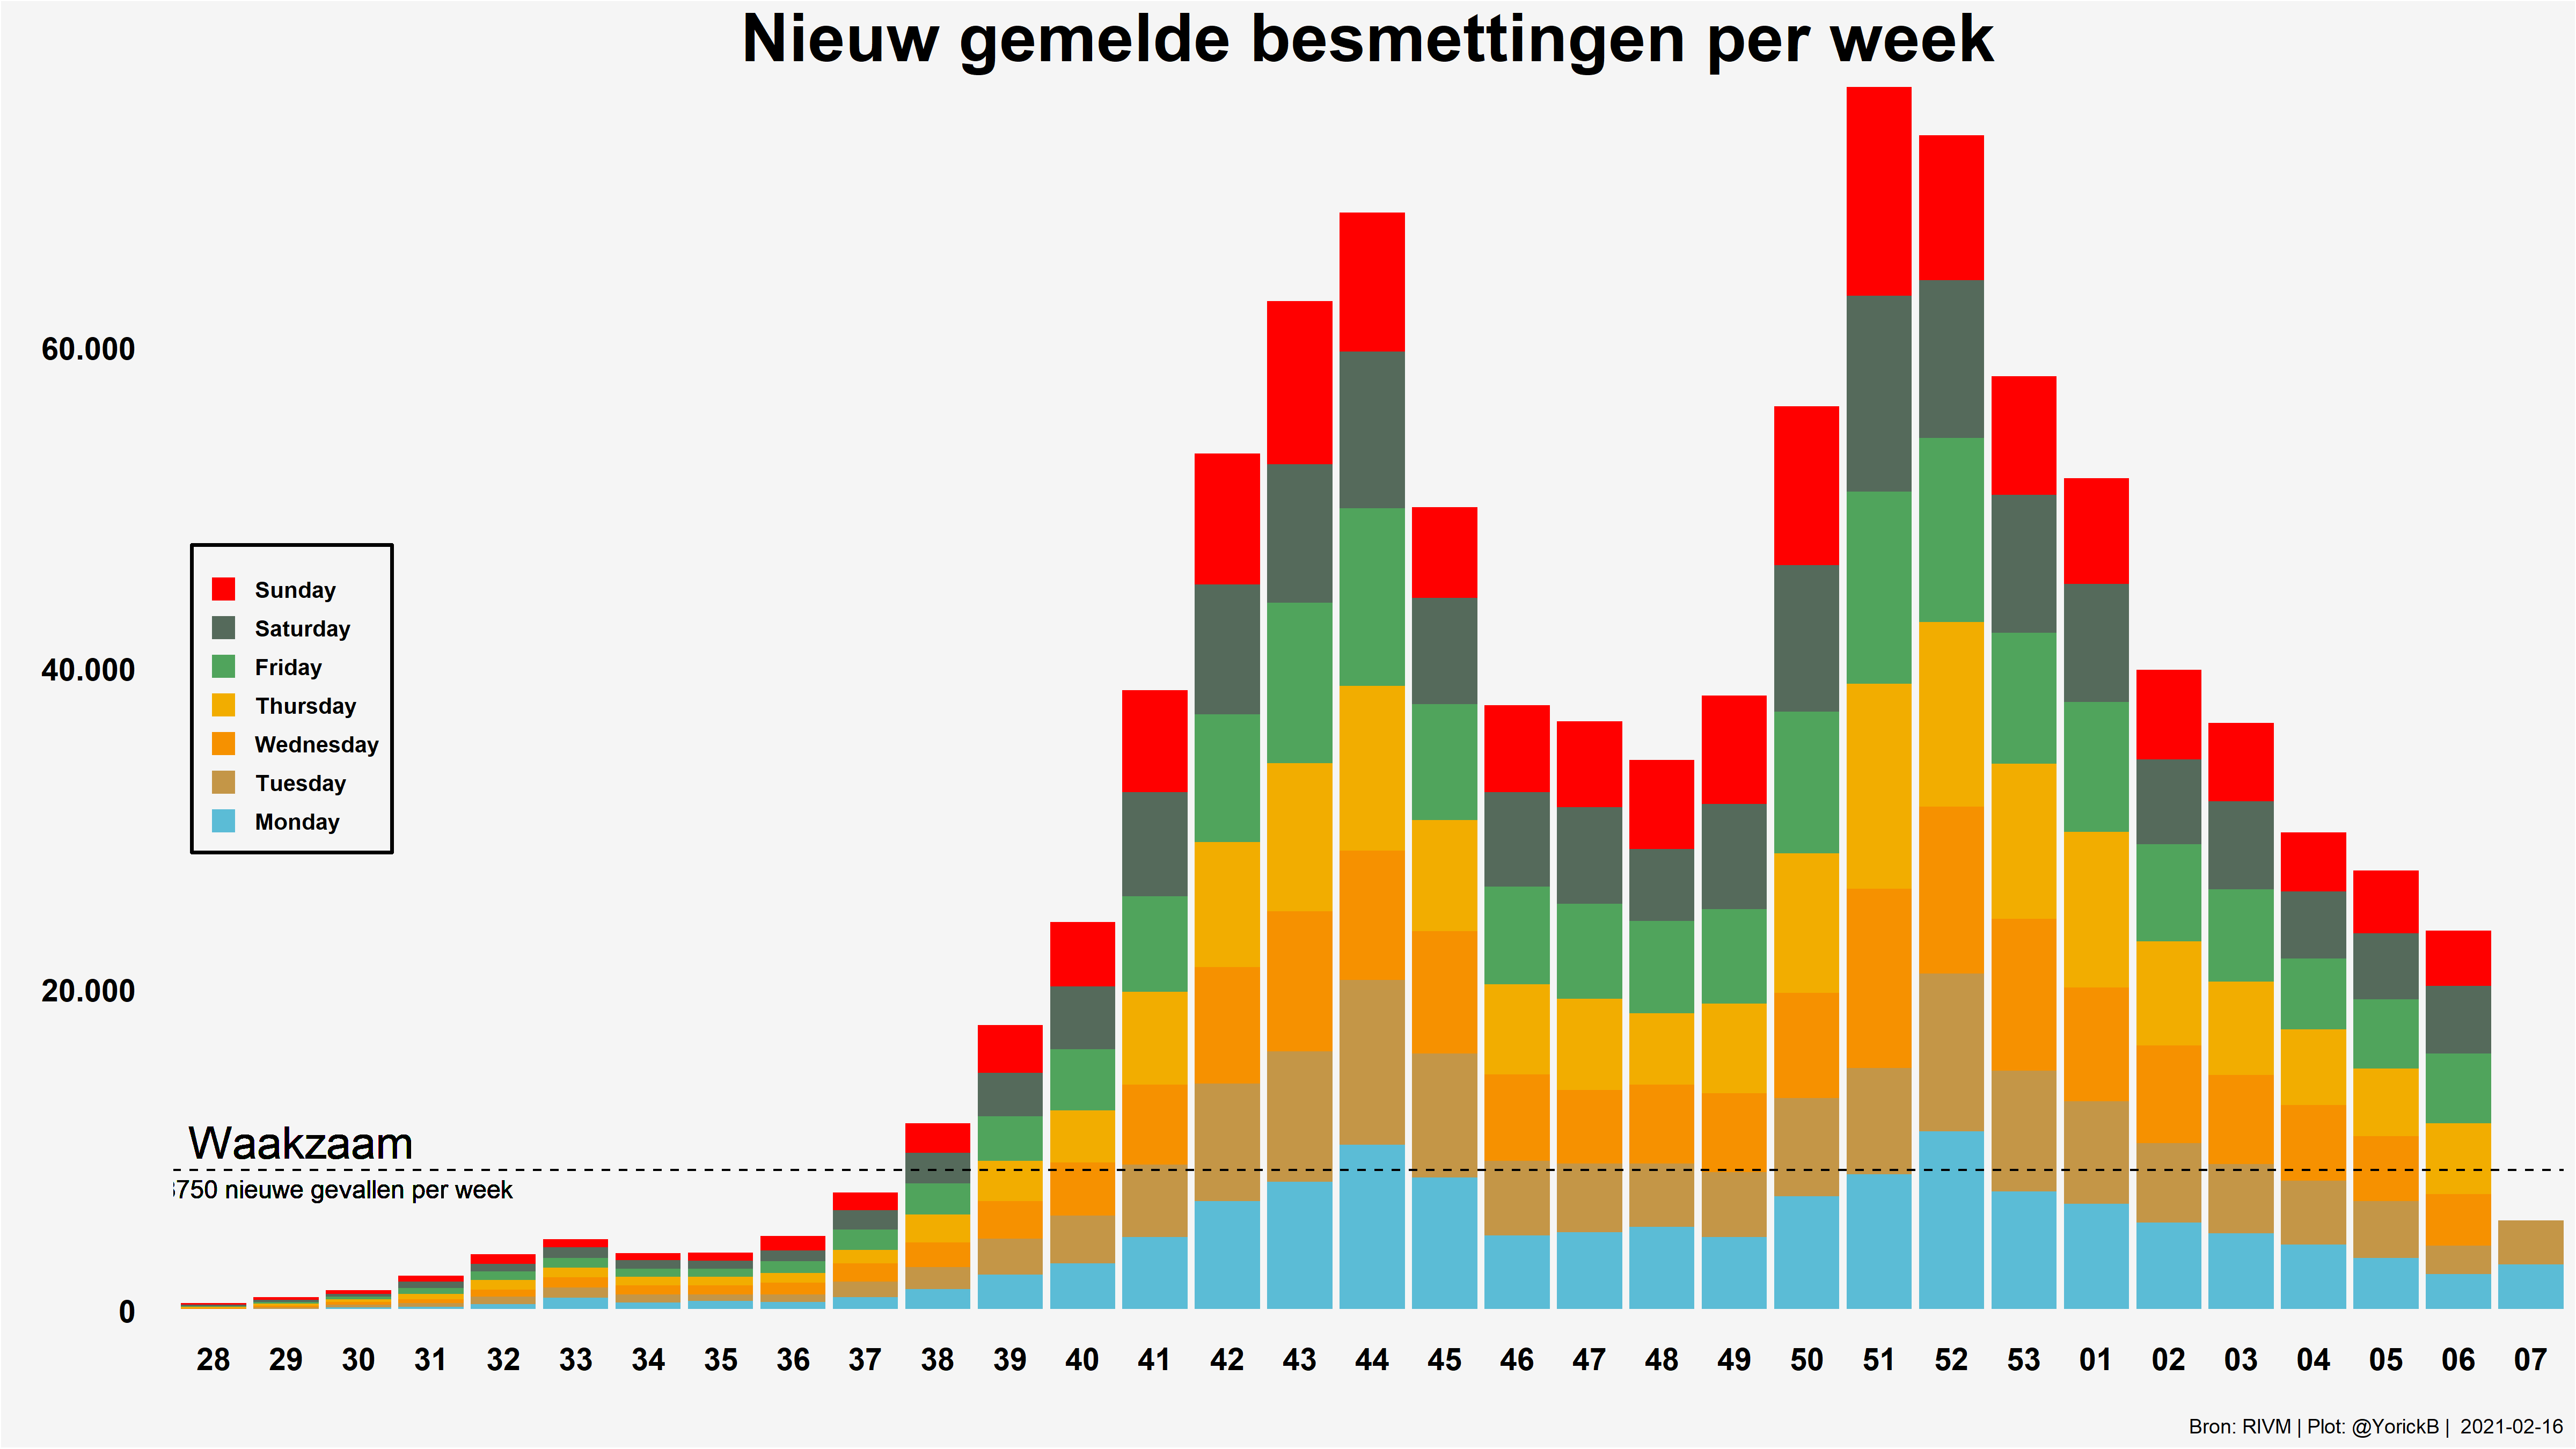 Nieuw gemelde besmettingen per week
60.000
40.000
20.000
0
Sunday
Saturday
Friday
Thursday
Wednesday
Tuesday
Monday
Waakzaam
750 nieuwe gevallen per week
28 29 30 31 32 33 34 35 36 37 38 39 40 41 42 43 44 45 46 47 48 49 50 51 52 53 01 02 03 04 05 06 07
Bron: RIVM | Plot: @YorickB | 2021-02-16